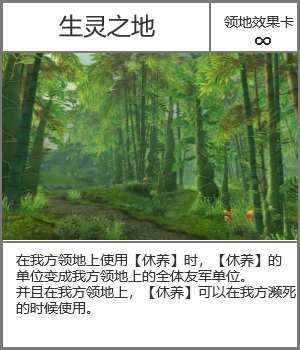 生灵之地
领地效果卡
∞
在我方领地上使用【休养】时，【休养】的
单位变成我方领地上的全体友军单位。
并且在我方领地上，【休养】可以在我方濒死
的时候使用。